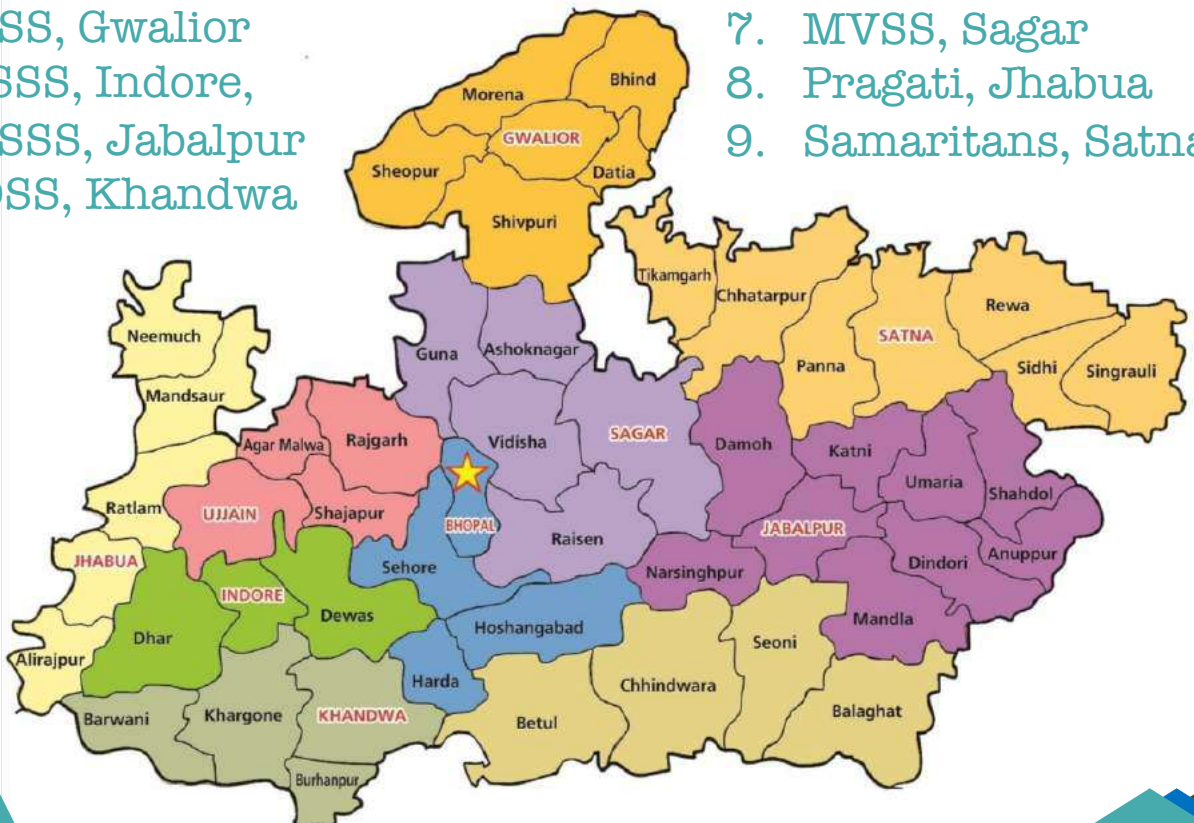 SS, Gwalior
SSS, Indore,
SSS, Jabalpur
SS, Khandwa
7. MVSS, Sagar
8. Pragati, Jhabua
9. Samaritans, Satna
Bhind
Morena
GWALIOR
Sheopur
Datia
Shivpuri
Tikamgarh
Chhatarpur
Rewa
Neemuch
SATNA
Guna
Ashoknagar
Panna
Sidhi
Singrauli
Mandsaur
Agar Malwa
Rajgarh
Vidisha
SAGAR
Damoh
Katni
Umaria
Shahdol
Ratlam
UJJAIN
Shajapur
BHOPAL
Raisen
JABALPUR
JHABUA
Sehore
Narsinghpur
Dindori
Anuppur
INDORE
Dewas
Dhar
Hoshangabad
Seoni
Mandla
Alirajpur
Harda
Chhindwara
Barwani
Khargone
KHANDWA
Betul
Balaghat
Burhanpur